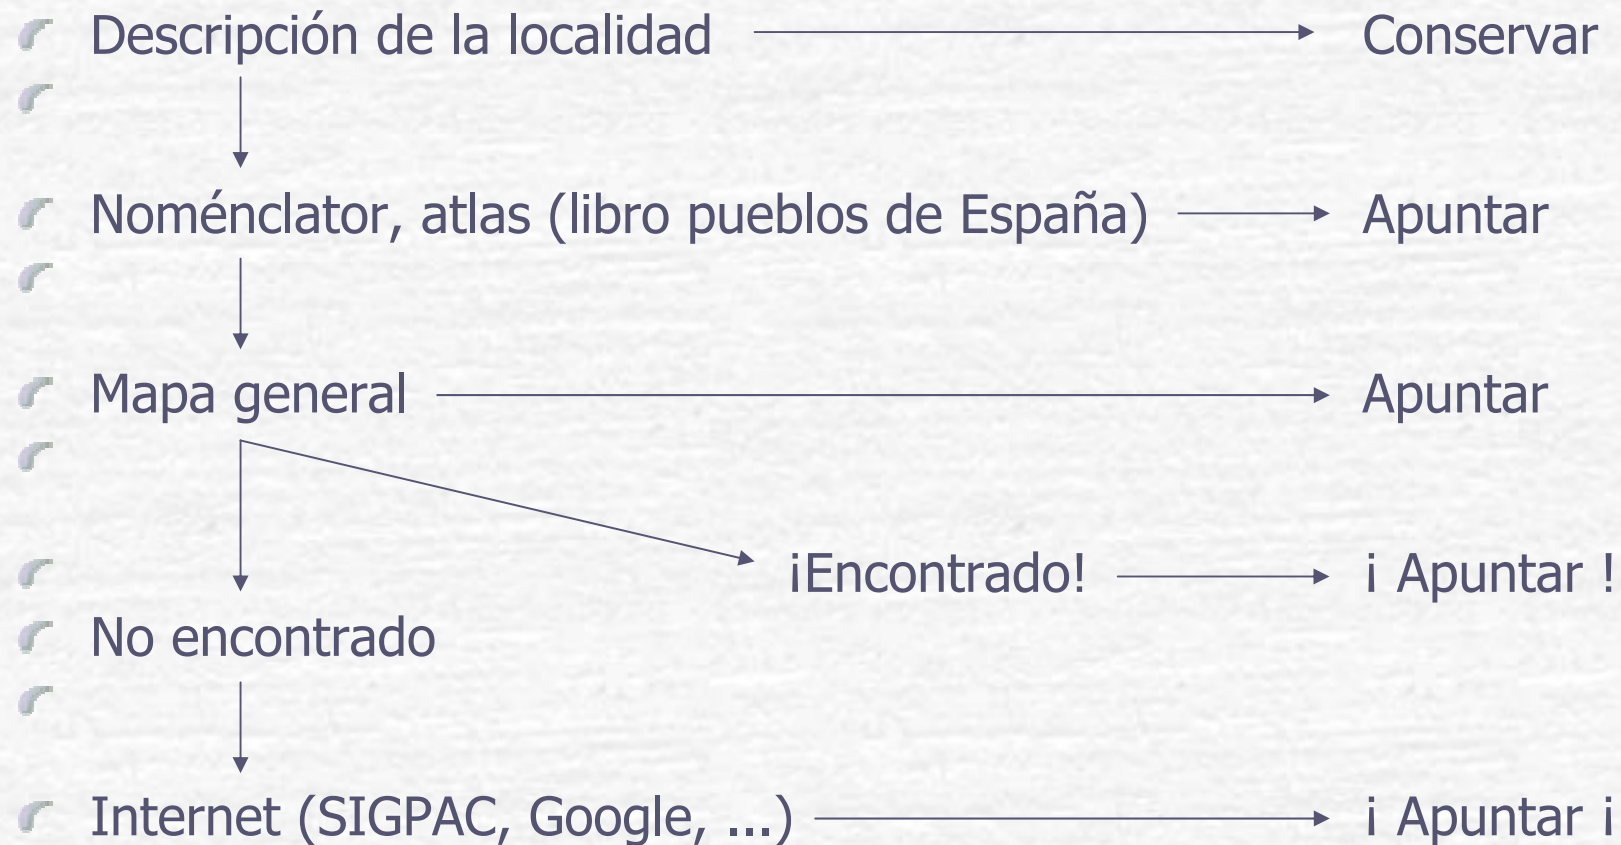 Descripción de la localidad Conservar
Noménclator, atlas (libro pueblos de España) Apuntar
Mapa general Apuntar
¡Encontrado! ¡ Apuntar !
No encontrado
Internet (SIGPAC, Google, ...) ¡ Apuntar ¡